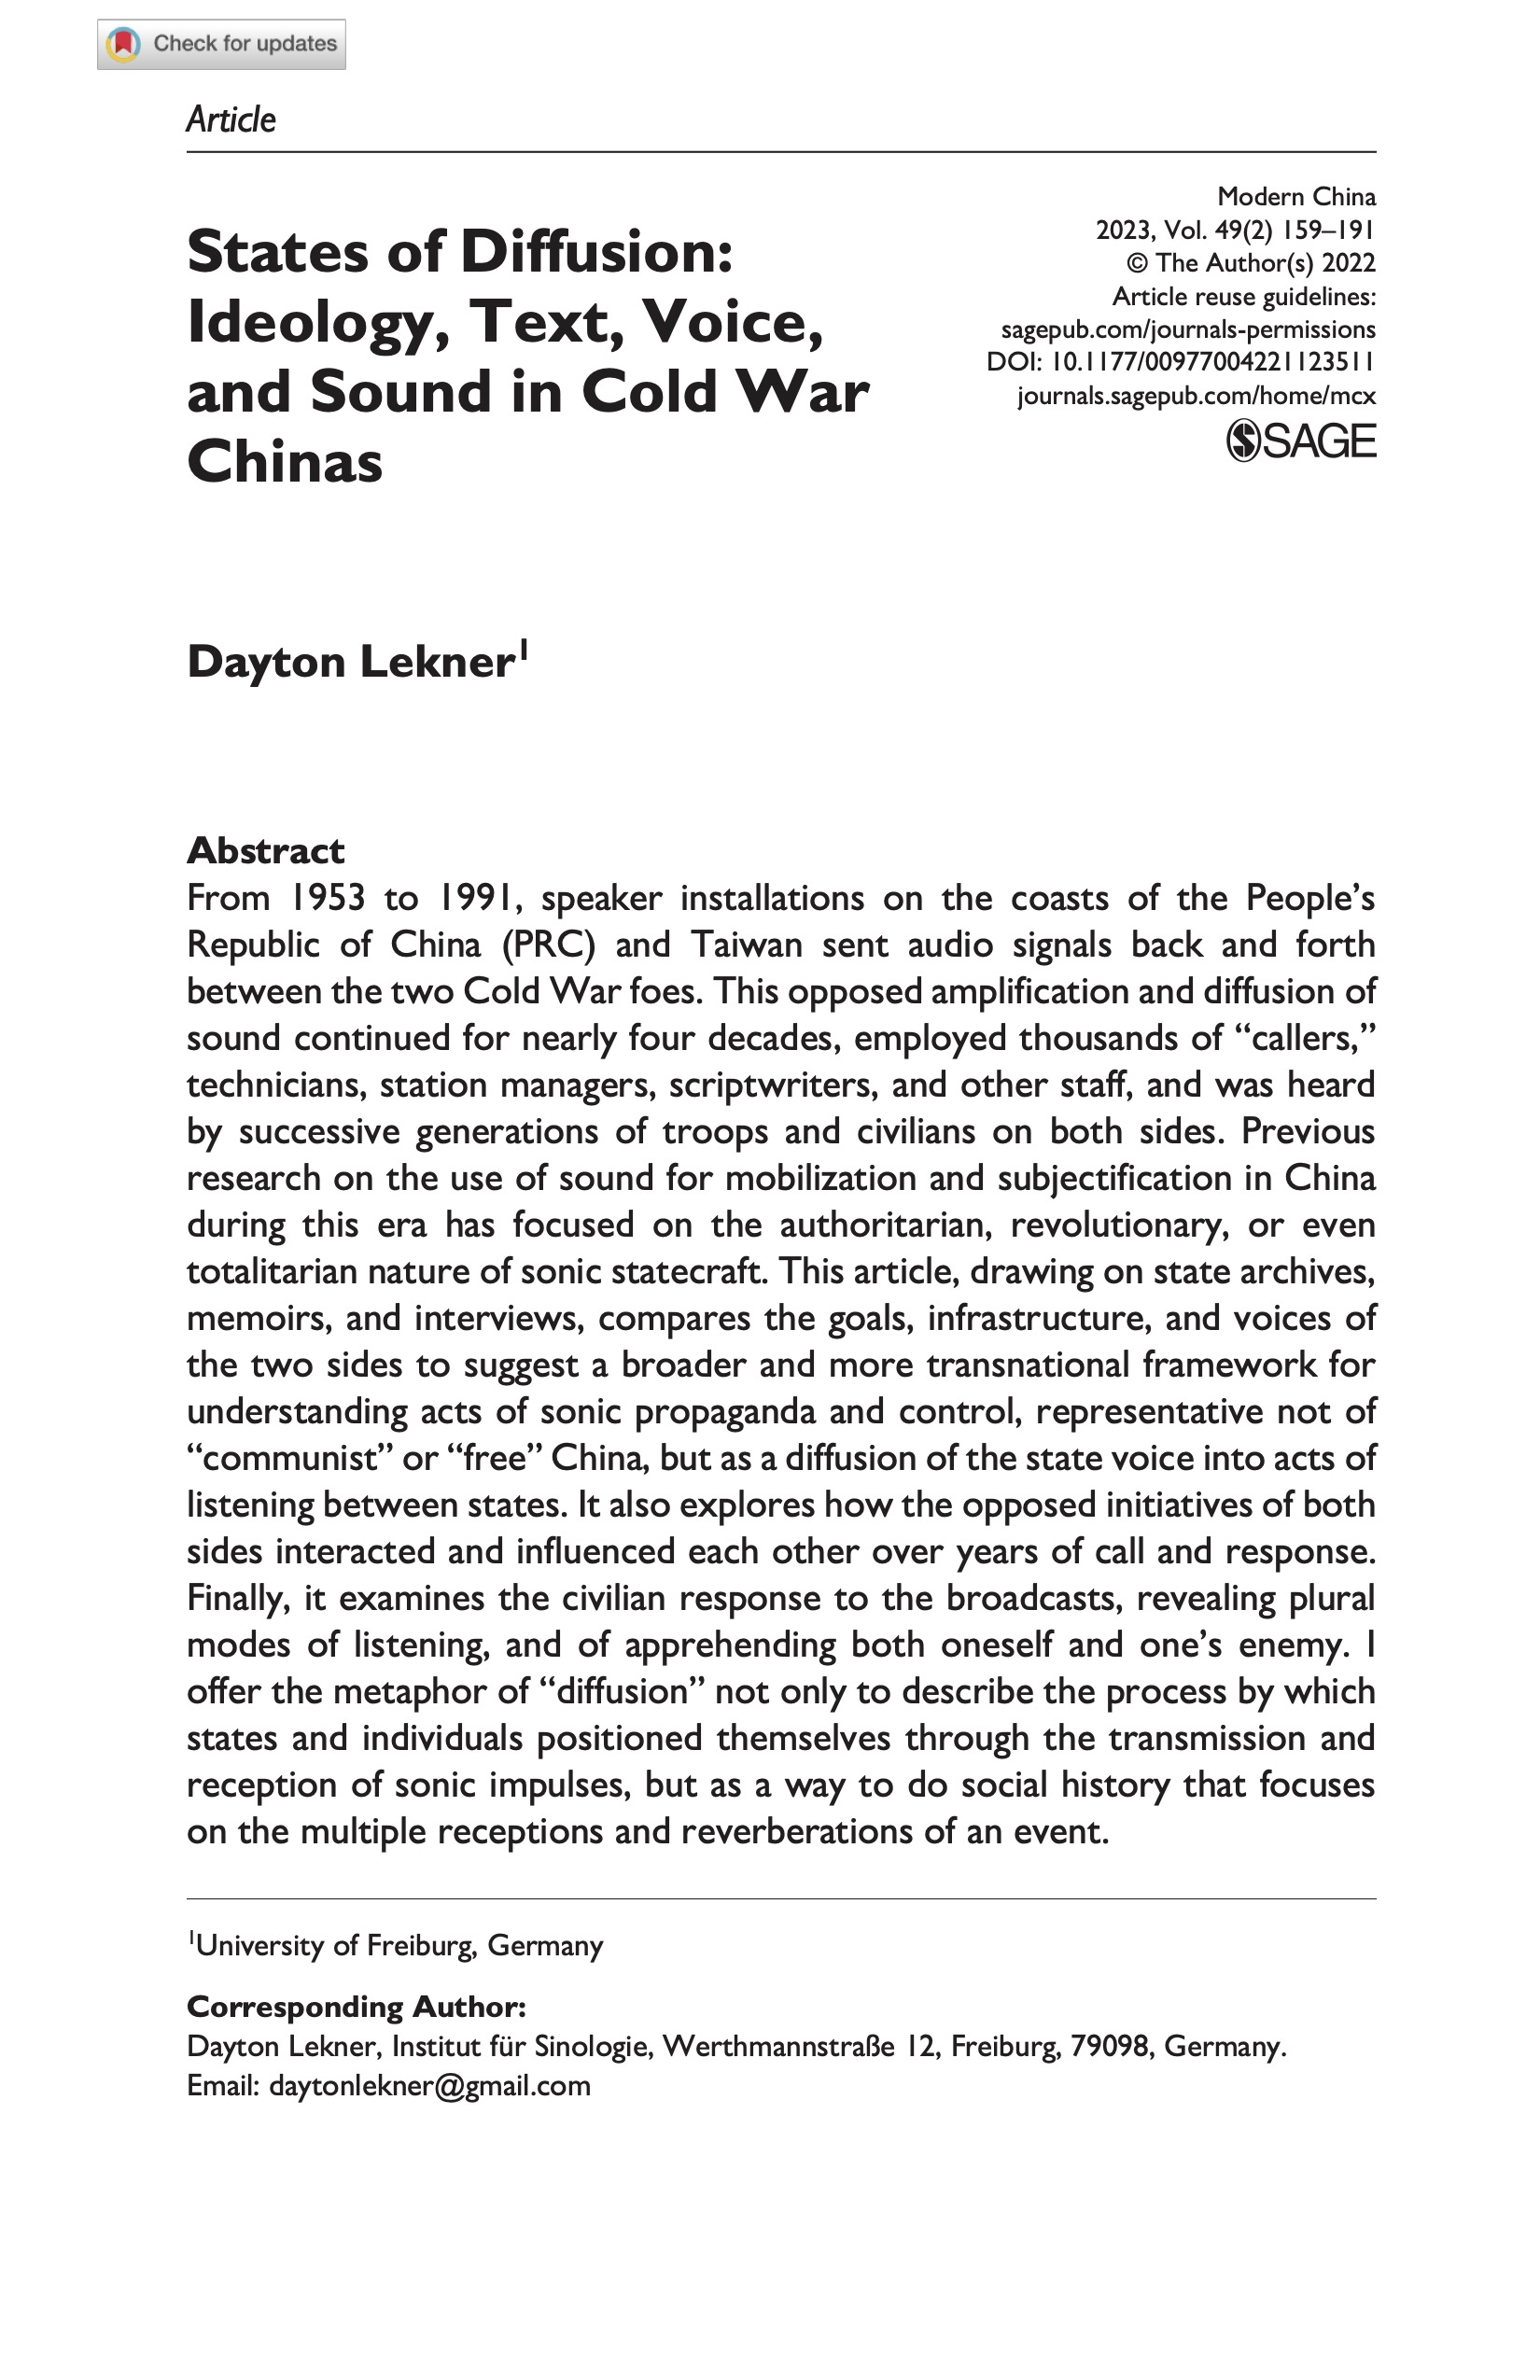 Check for updates
Article
Modern China
2023, Vol. 49(2) 159–191
© The Author(s) 2022
Article reuse guidelines:
sagepub.com/journals-permissions
DOI: 10.1177/00977004221123511
journals.sagepub.com/home/mcx
SAGE
States of Diffusion:
Ideology, Text, Voice,
and Sound in Cold War
Chinas
Dayton Lekner¹
Abstract
From 1953 to 1991, speaker installations on the coasts of the People’s
Republic of China (PRC) and Taiwan sent audio signals back and forth
between the two Cold War foes. This opposed amplification and diffusion of
sound continued for nearly four decades, employed thousands of “callers,”
technicians, station managers, scriptwriters, and other staff, and was heard
by successive generations of troops and civilians on both sides. Previous
research on the use of sound for mobilization and subjectification in China
during this era has focused on the authoritarian, revolutionary, or even
totalitarian nature of sonic statecraft. This article, drawing on state archives,
memoirs, and interviews, compares the goals, infrastructure, and voices of
the two sides to suggest a broader and more transnational framework for
understanding acts of sonic propaganda and control, representative not of
“communist” or “free” China, but as a diffusion of the state voice into acts of
listening between states. It also explores how the opposed initiatives of both
sides interacted and influenced each other over years of call and response.
Finally, it examines the civilian response to the broadcasts, revealing plural
modes of listening, and of apprehending both oneself and one’s enemy. I
offer the metaphor of “diffusion” not only to describe the process by which
states and individuals positioned themselves through the transmission and
reception of sonic impulses, but as a way to do social history that focuses
on the multiple receptions and reverberations of an event.
¹University of Freiburg, Germany
Corresponding Author:
Dayton Lekner, Institut für Sinologie, Werthmannstraße 12, Freiburg, 79098, Germany.
Email: daytonlekner@gmail.com